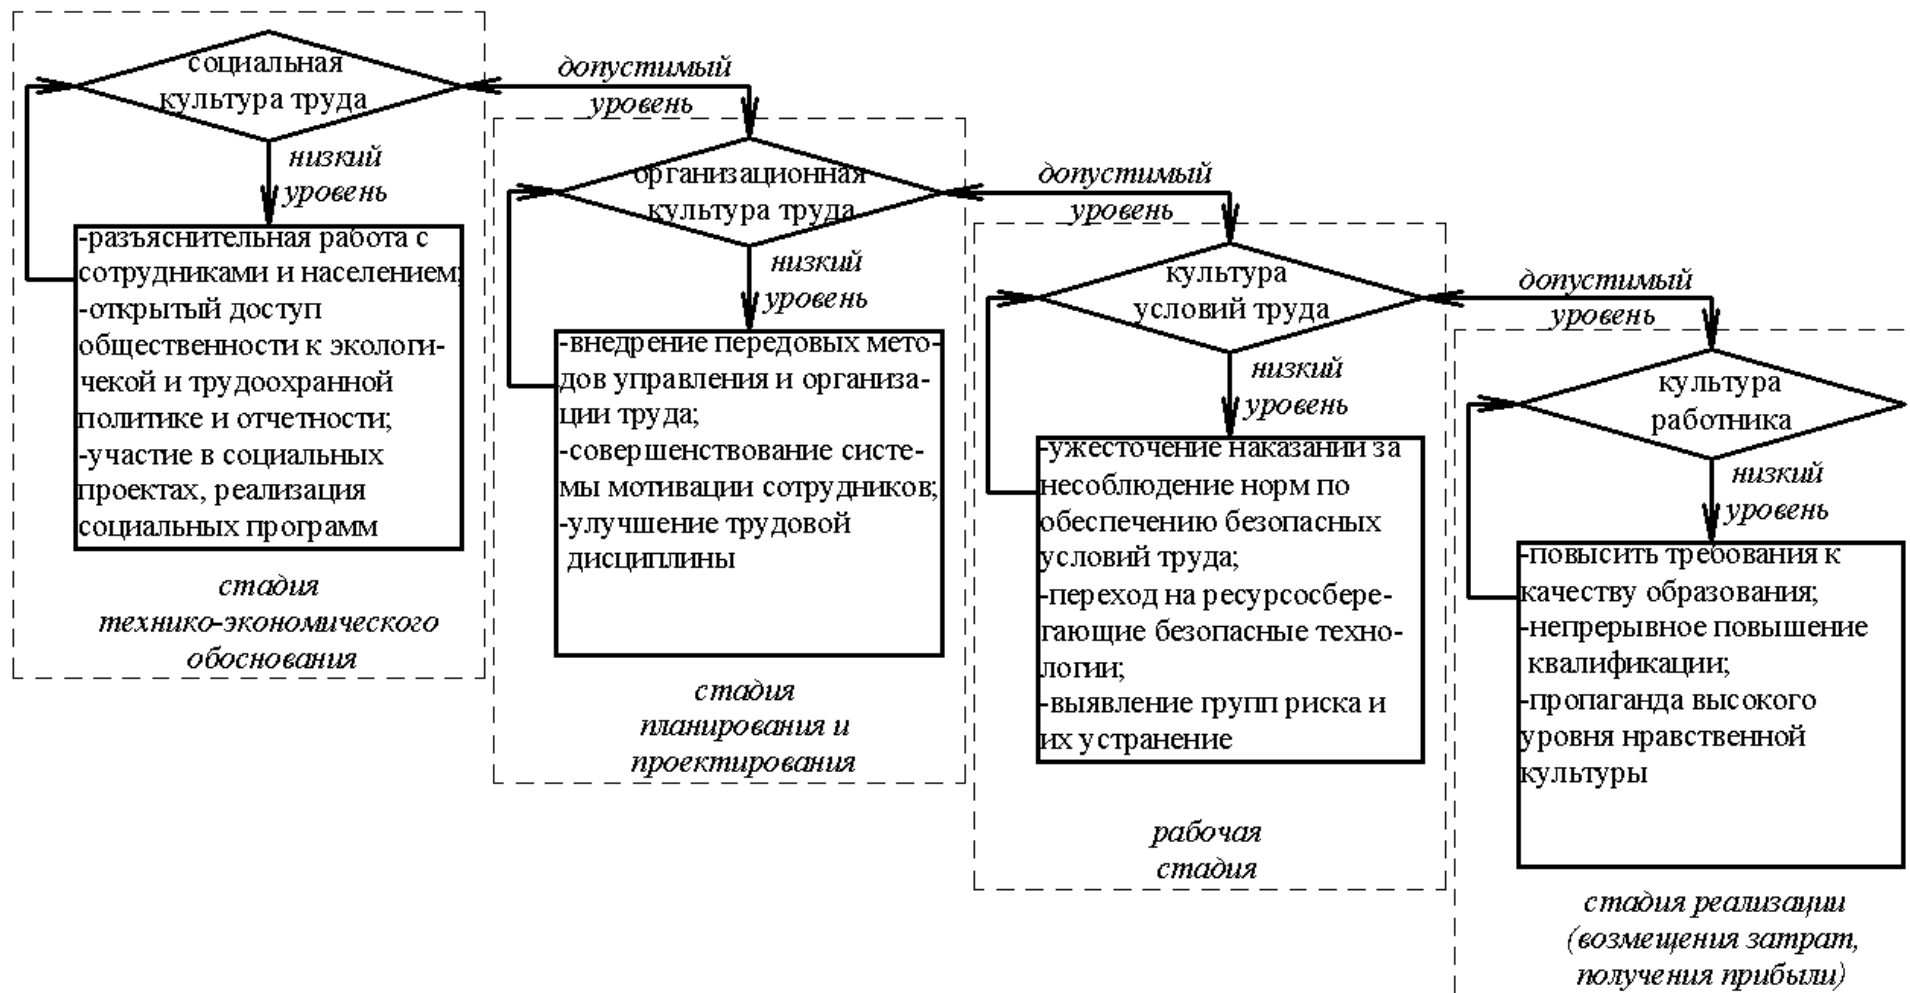 социальная
культура труда
допустимый
уровень
низкий
уровень
-разъяснительная работа с
сотрудниками и населением;
-открытый доступ
общественности к экологи-
чекой и трудоохранной
политике и отчетности;
-участие в социальных
проектах, реализация
социальных программ
стадия
технико-экономического
обоснования
организационная
культура труда
допустимый
уровень
низкий
уровень
-внедрение передовых мето-
дов управления и организа-
ции труда;
-совершенствование систе-
мы мотивации сотрудников;
-улучшение трудовой
дисциплины
стадия
планирования и
проектирования
культура
условий труда
допустимый
уровень
низкий
уровень
-ужесточение наказании за
несоблюдение норм по
обеспечению безопасных
условий труда;
-переход на ресурсосбере-
гающие безопасные техно-
логии;
-выявление групп риска и
их устранение
рабочая
стадия
культура
работника
низкий
уровень
-повысить требования к
качеству образования;
-непрерывное повышение
квалификации;
-пропаганда высокого
уровня нравственной
культуры
стадия реализации
(возмещения затрат,
получения прибыли)